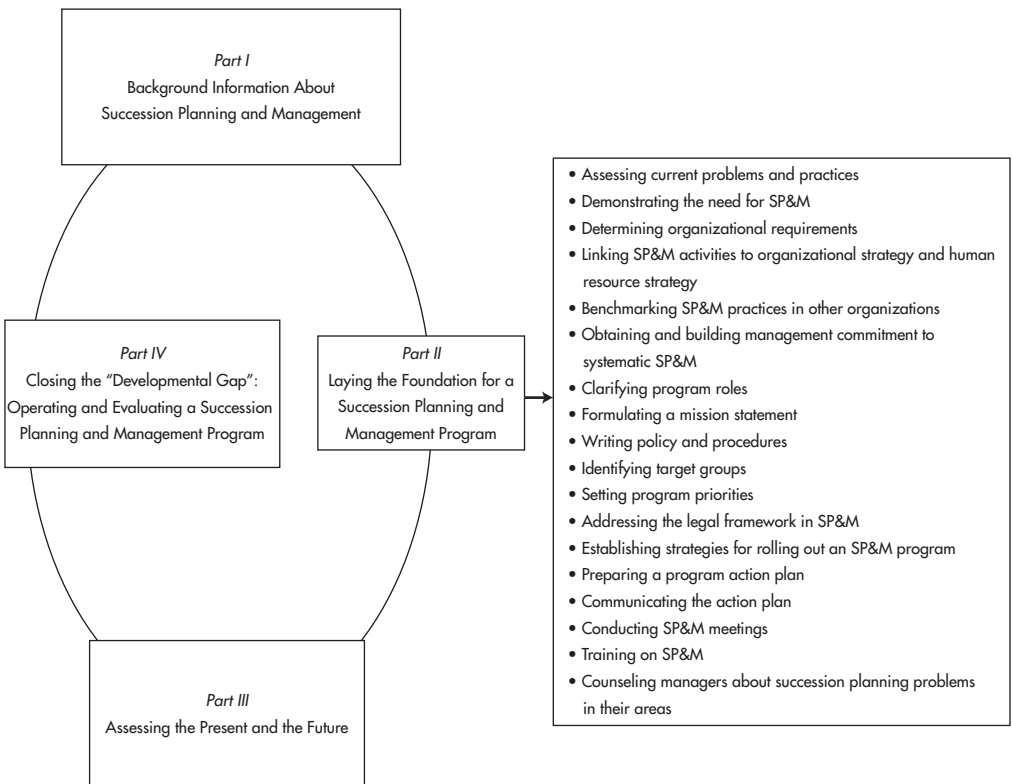 Part I
Background Information About
Succession Planning and Management
Part IV
Closing the “Developmental Gap”:
Operating and Evaluating a Succession
Planning and Management Program
Part II
Laying the Foundation for a
Succession Planning and
Management Program
• Assessing current problems and practices
• Demonstrating the need for SP&M
• Determining organizational requirements
• Linking SP&M activities to organizational strategy and human
resource strategy
• Benchmarking SP&M practices in other organizations
• Obtaining and building management commitment to
systematic SP&M
• Clarifying program roles
• Formulating a mission statement
• Writing policy and procedures
• Identifying target groups
• Setting program priorities
• Addressing the legal framework in SP&M
• Establishing strategies for rolling out an SP&M program
• Preparing a program action plan
• Communicating the action plan
• Conducting SP&M meetings
• Training on SP&M
• Counseling managers about succession planning problems
in their areas
Part III
Assessing the Present and the Future